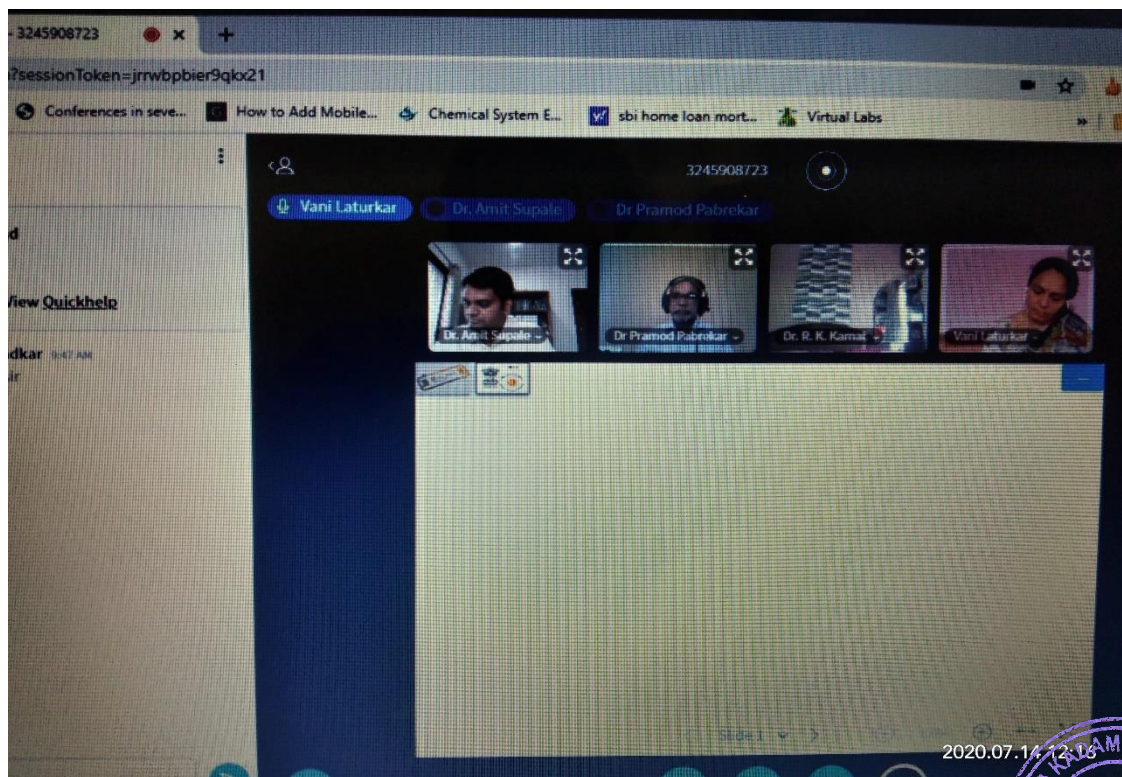 - 3245908723
?sessionToken=jrrwbpbier9qkx21
Conferences in seve... How to Add Mobile... Chemical System E... sbi home loan mort... Virtual Labs
3245908723
Vani Laturkar Dr. Amit Supale Dr Pramod Pabrekar
d
View Quickhelp
dkar 9:47 AM
ir
Dr. Amit Supale Dr Pramod Pabrekar Dr. R. K. Kamat Vani Laturkar
Slide 1
2020.07.14 12:16
KADAM